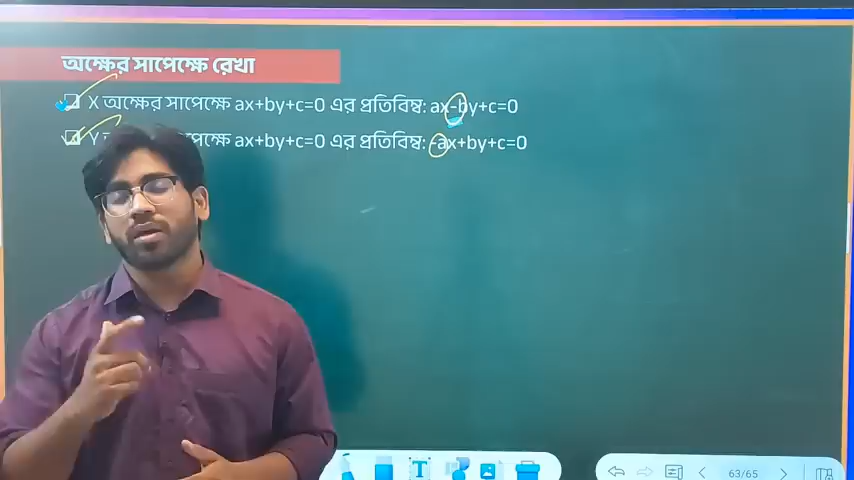 অক্ষের সাপেক্ষে রেখা
X অক্ষের সাপেক্ষে ax+by+c=0 এর প্রতিবিম্ব: ax-by+c=0
Y পেক্ষে ax+by+c=0 এর প্রতিবিম্ব: -ax+by+c=0
T
63/65